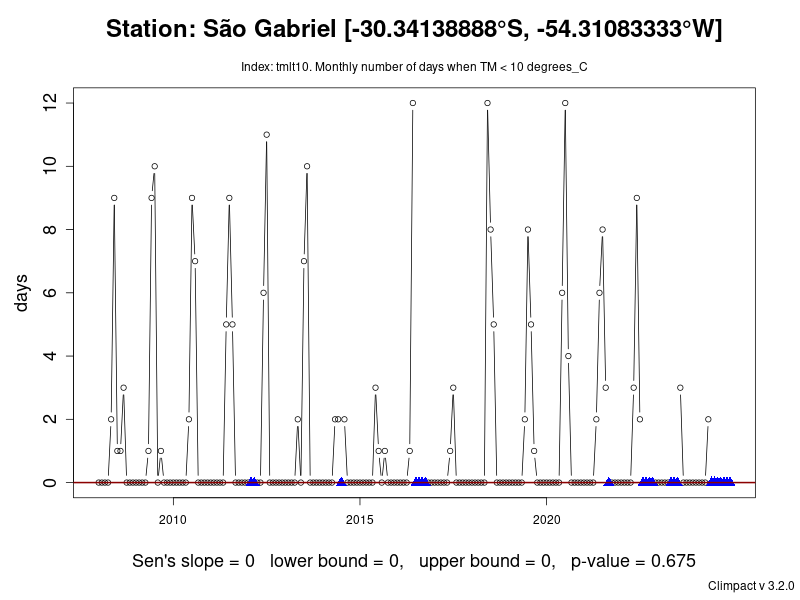 Station: São Gabriel [-30.34138888°S, -54.31083333°W]
Index: tmlt10. Monthly number of days when TM < 10 degrees_C
days
12
10
8
6
4
2
0
2010 2015 2020
Sen's slope = 0 lower bound = 0, upper bound = 0, p-value = 0.675
Climpact v 3.2.0